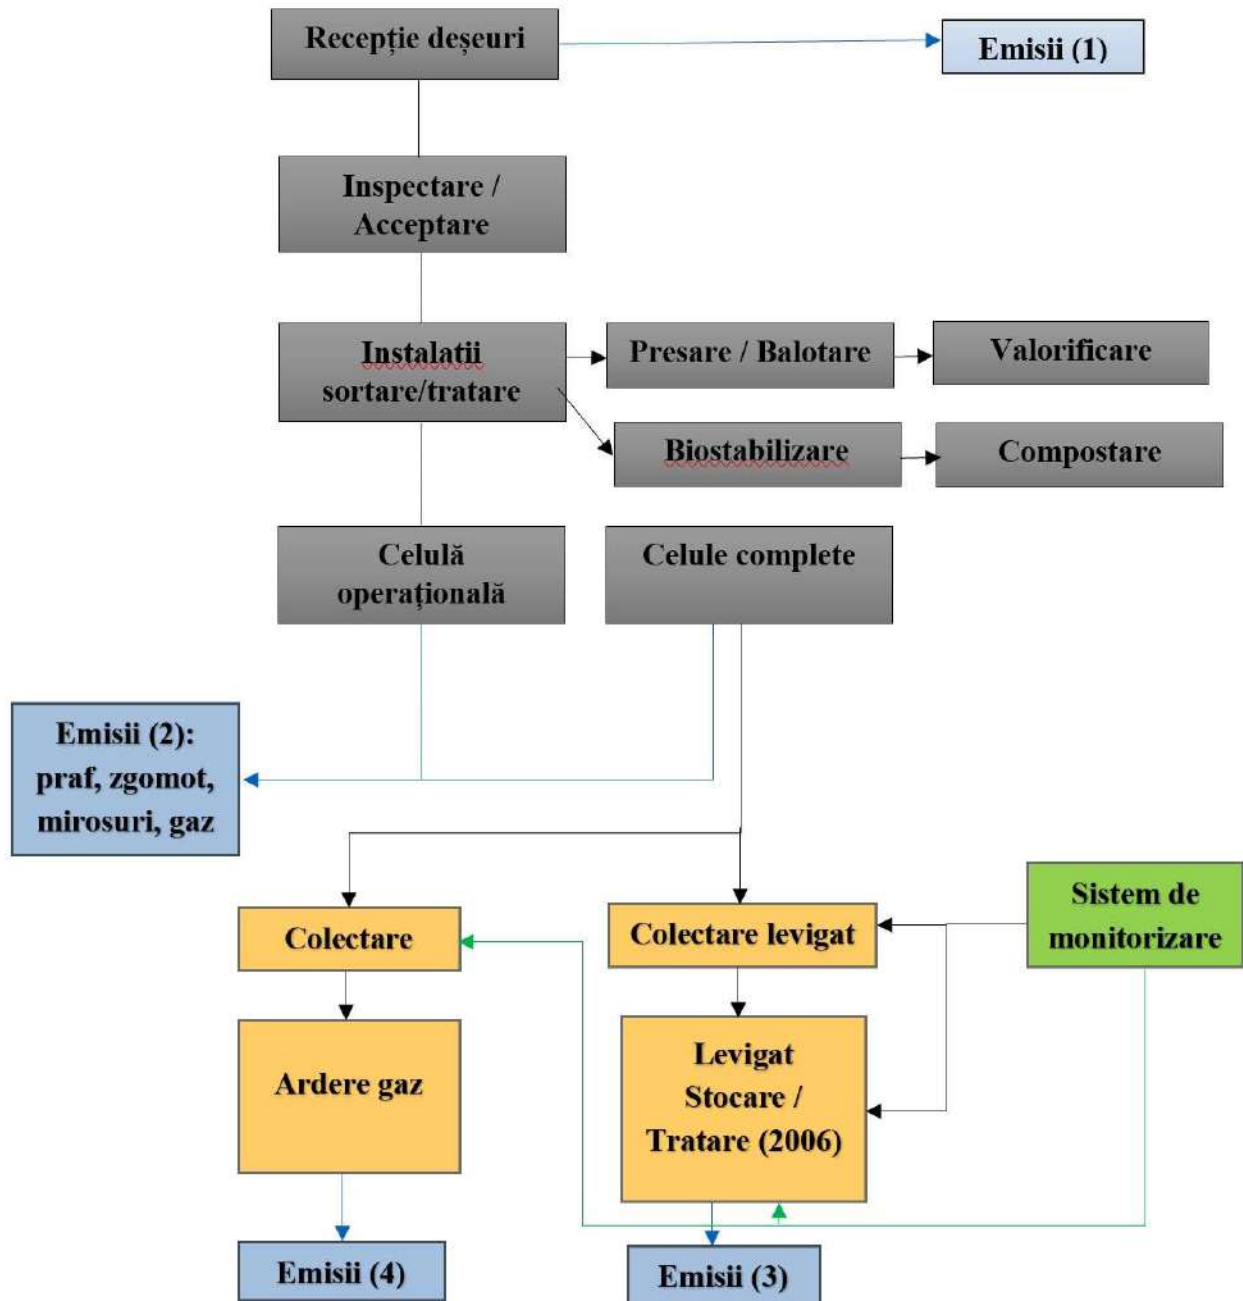 Recepție deșeuri
Emisii (1)
Inspectare /
Acceptare
Instalatii
sortare/tratare
Presare / Balotare
Valorificare
Biostabilizare
Compostare
Celulă
operațională
Celule complete
Emisii (2):
praf, zgomot,
mirosuri, gaz
Colectare
Colectare levigat
Sistem de
monitorizare
Ardere gaz
Levigat
Stocare /
Tratare (2006)
Emisii (4)
Emisii (3)